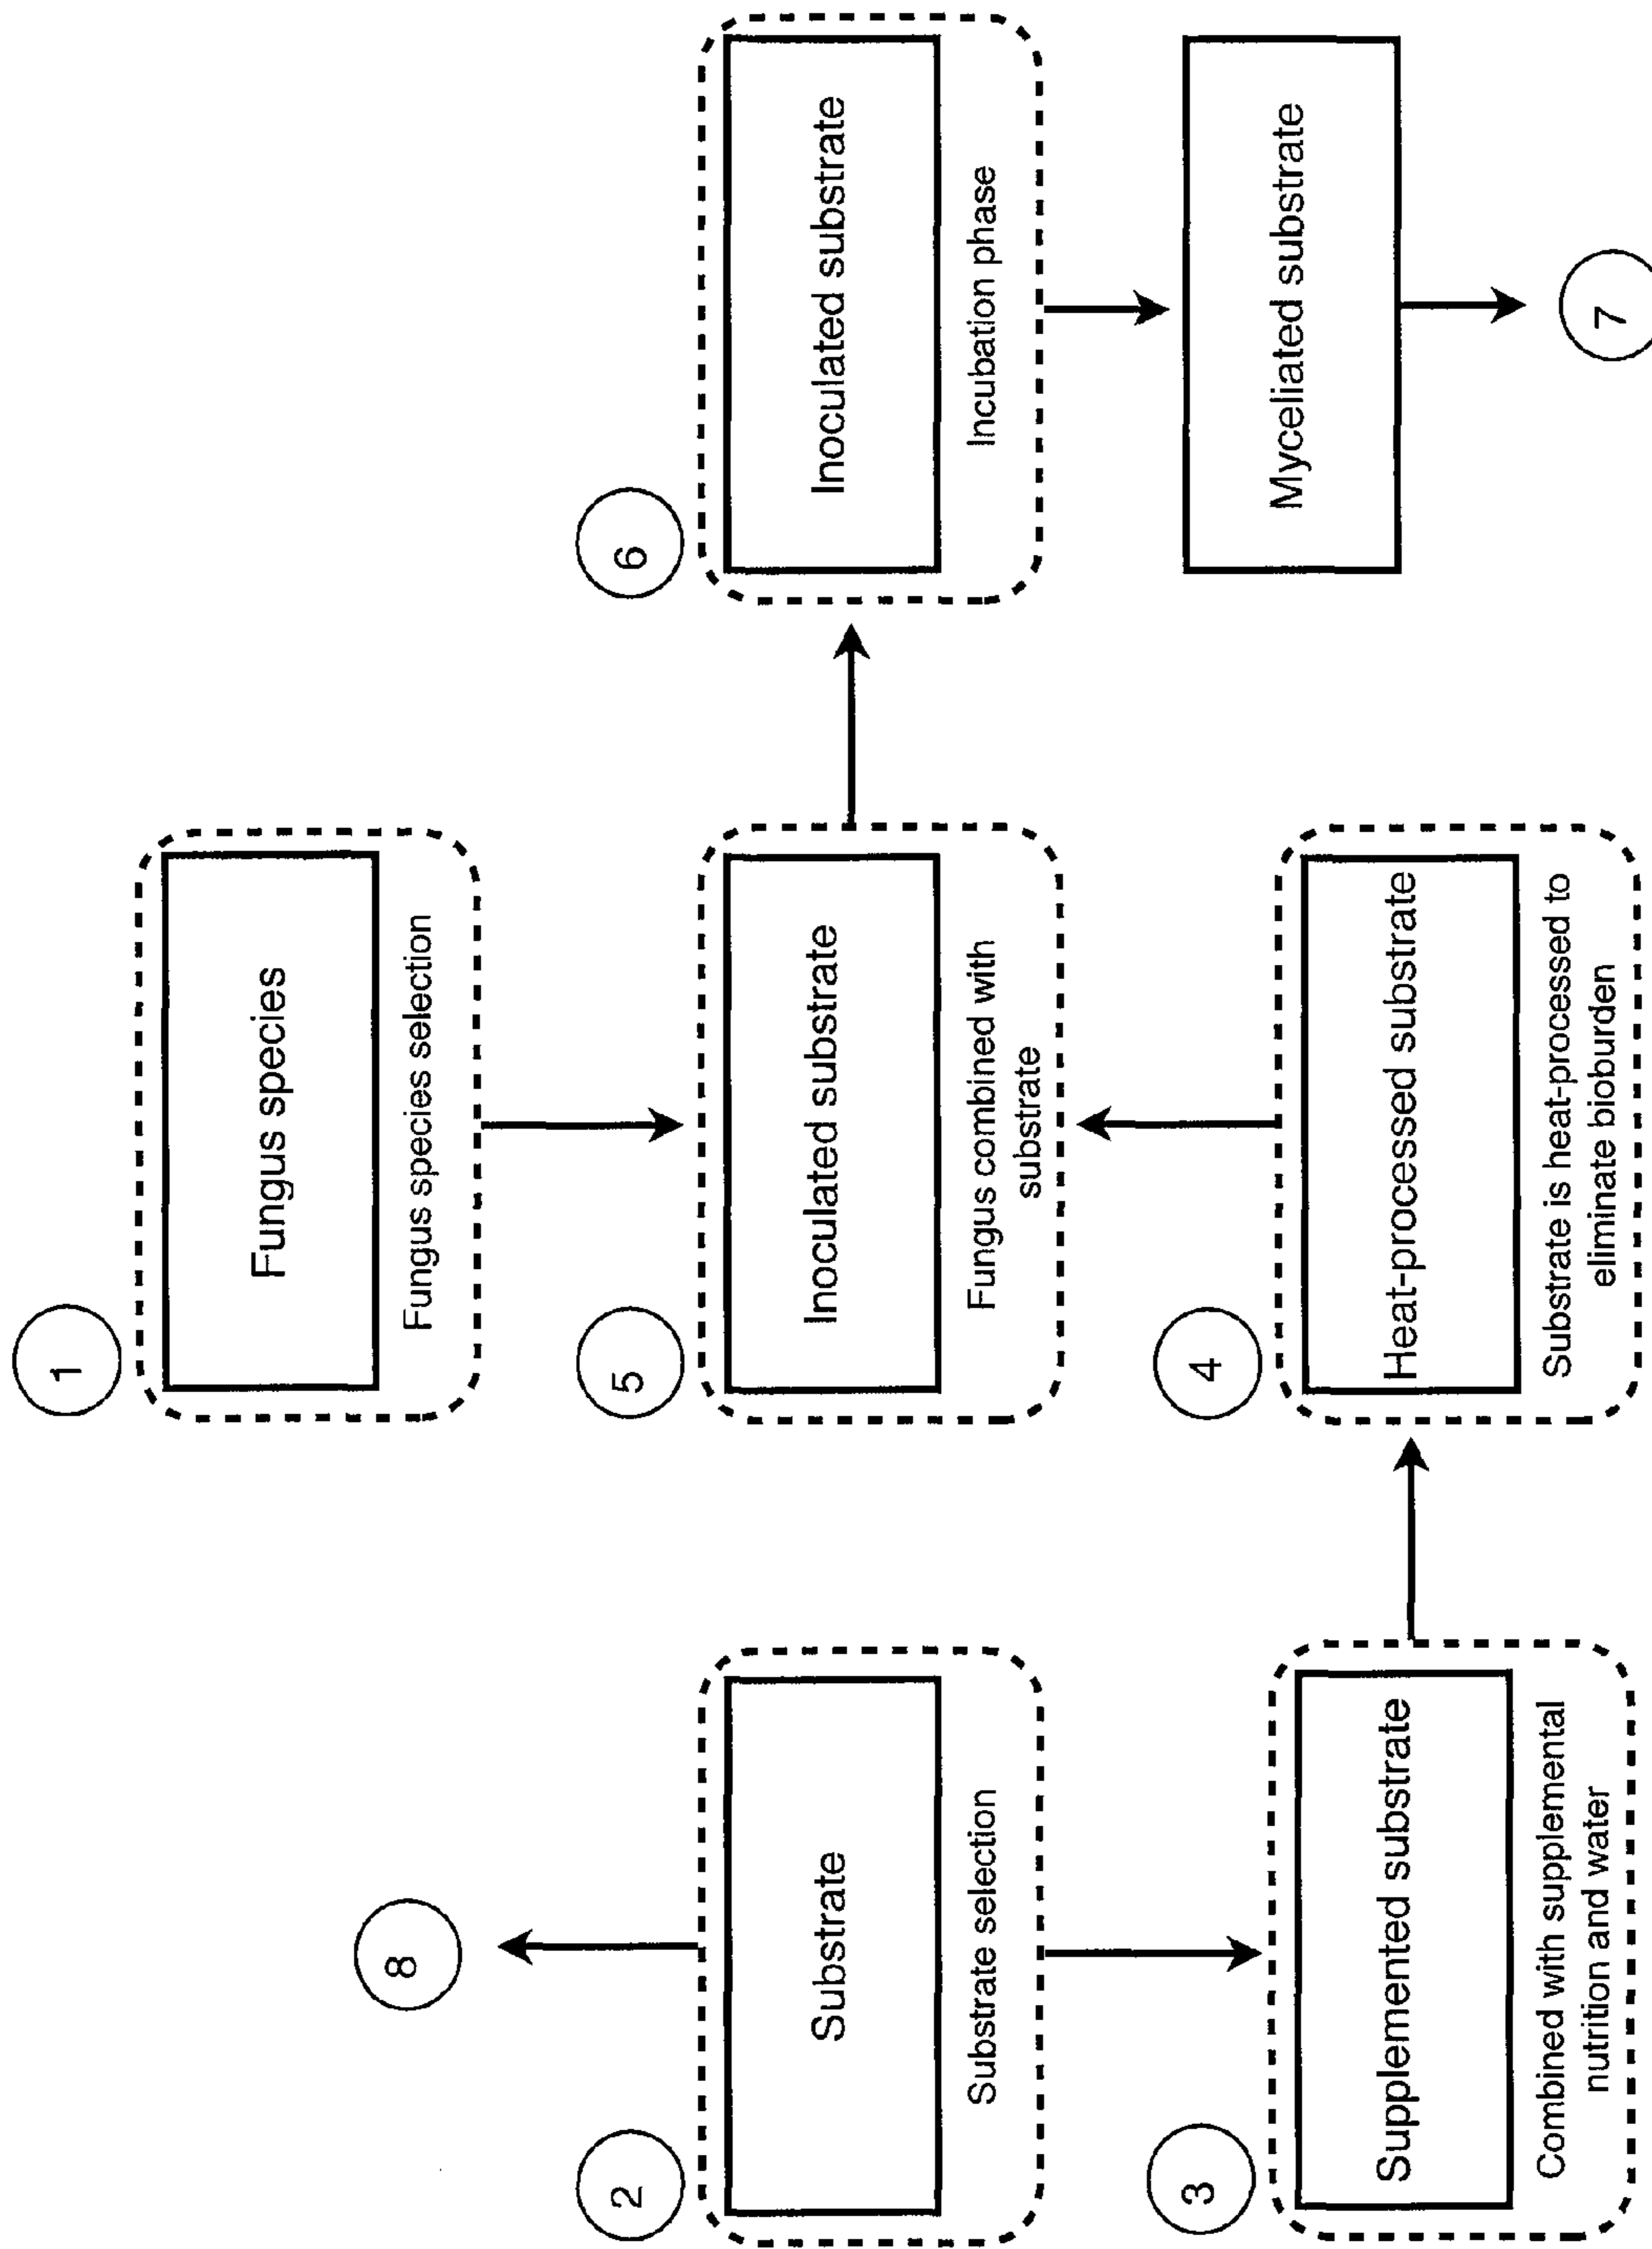 1
Fungus species
Fungus species selection
8
2
Substrate
Substrate selection
5
Inoculated substrate
Fungus combined with
substrate
6
Inoculated substrate
Incubation phase
3
Supplemented substrate
Combined with supplemental
nutrition and water
4
Heat-processed substrate
Substrate is heat-processed to
eliminate bioburden
Myceliated substrate
7